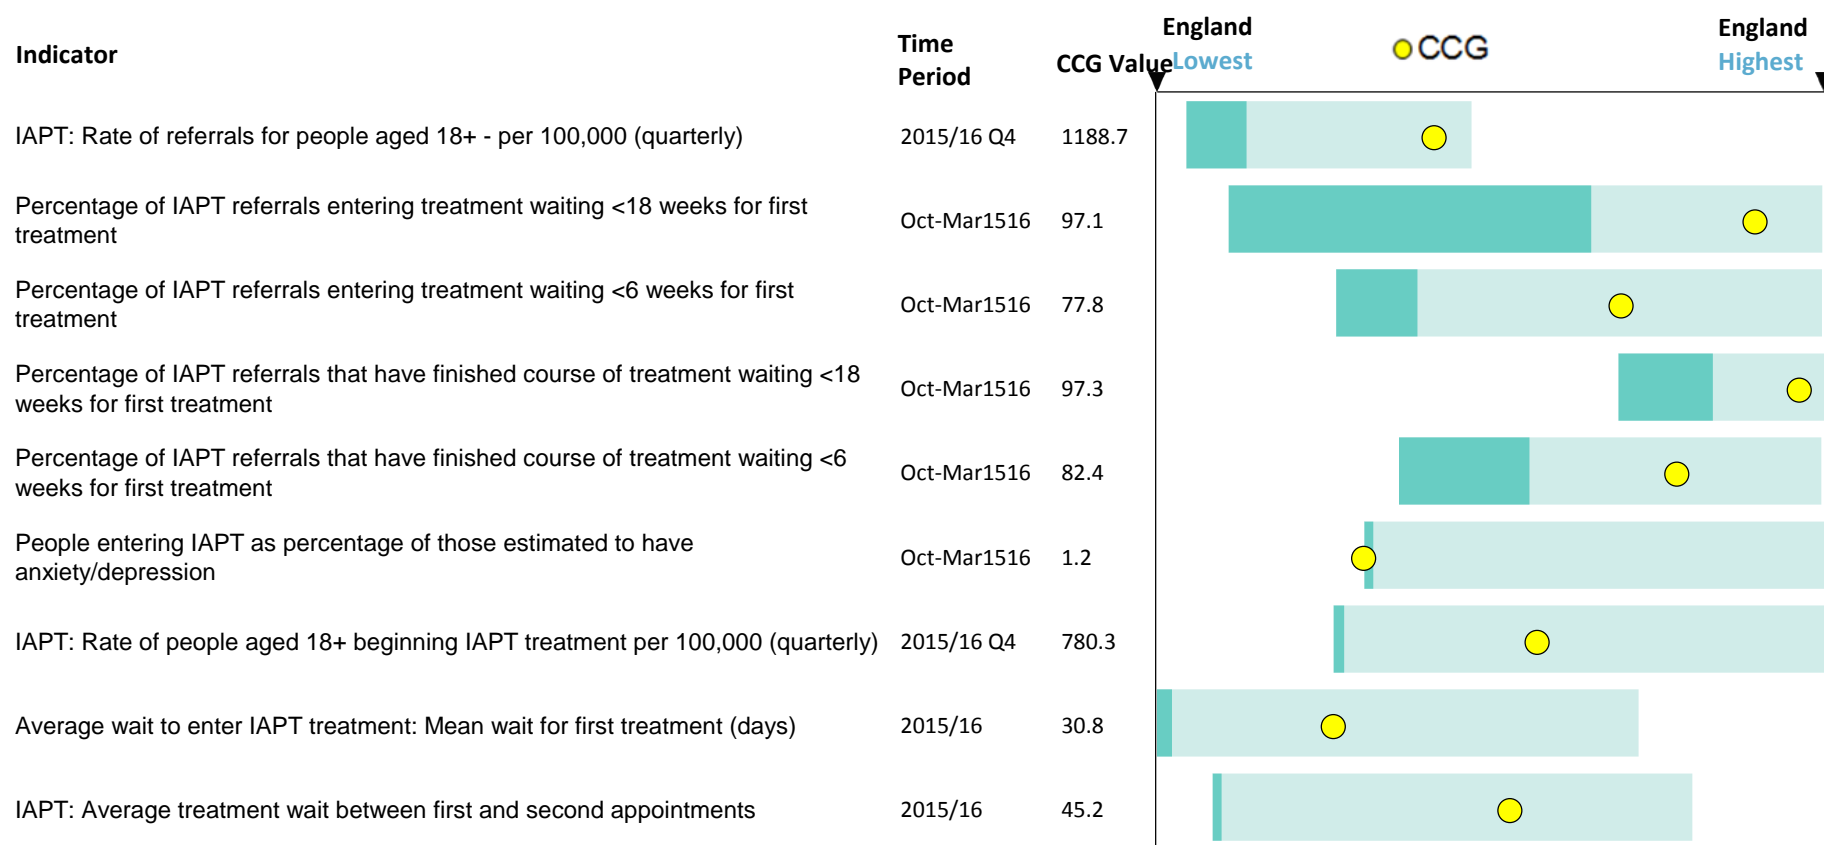 Indicator
Time
Period
CCG Value
England
Lowest
CCG
England
Highest
IAPT: Rate of referrals for people aged 18+ - per 100,000 (quarterly) 2015/16 Q4 1188.7
Percentage of IAPT referrals entering treatment waiting <18 weeks for first
treatment
Oct-Mar1516 97.1
Percentage of IAPT referrals entering treatment waiting <6 weeks for first
treatment
Oct-Mar1516 77.8
Percentage of IAPT referrals that have finished course of treatment waiting <18
weeks for first treatment
Oct-Mar1516 97.3
Percentage of IAPT referrals that have finished course of treatment waiting <6
weeks for first treatment
Oct-Mar1516 82.4
People entering IAPT as percentage of those estimated to have
anxiety/depression
Oct-Mar1516 1.2
IAPT: Rate of people aged 18+ beginning IAPT treatment per 100,000 (quarterly) 2015/16 Q4 780.3
Average wait to enter IAPT treatment: Mean wait for first treatment (days) 2015/16 30.8
IAPT: Average treatment wait between first and second appointments 2015/16 45.2